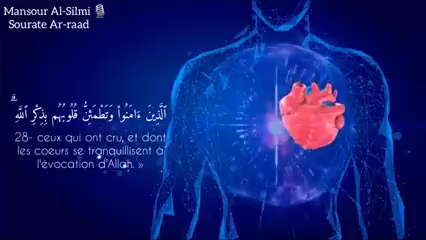 Mansour Al-Silmi 🎙
Sourate Ar-raad
ٱلَّذِينَ ءَامَنُوا۟ وَتَطْمَئِنُّ قُلُوبُهُم بِذِكْرِ ٱللَّهِ ۗ
28- ceux qui ont cru, et dont
les coeurs se tranquillisent à
l'évocation d'Allah. »